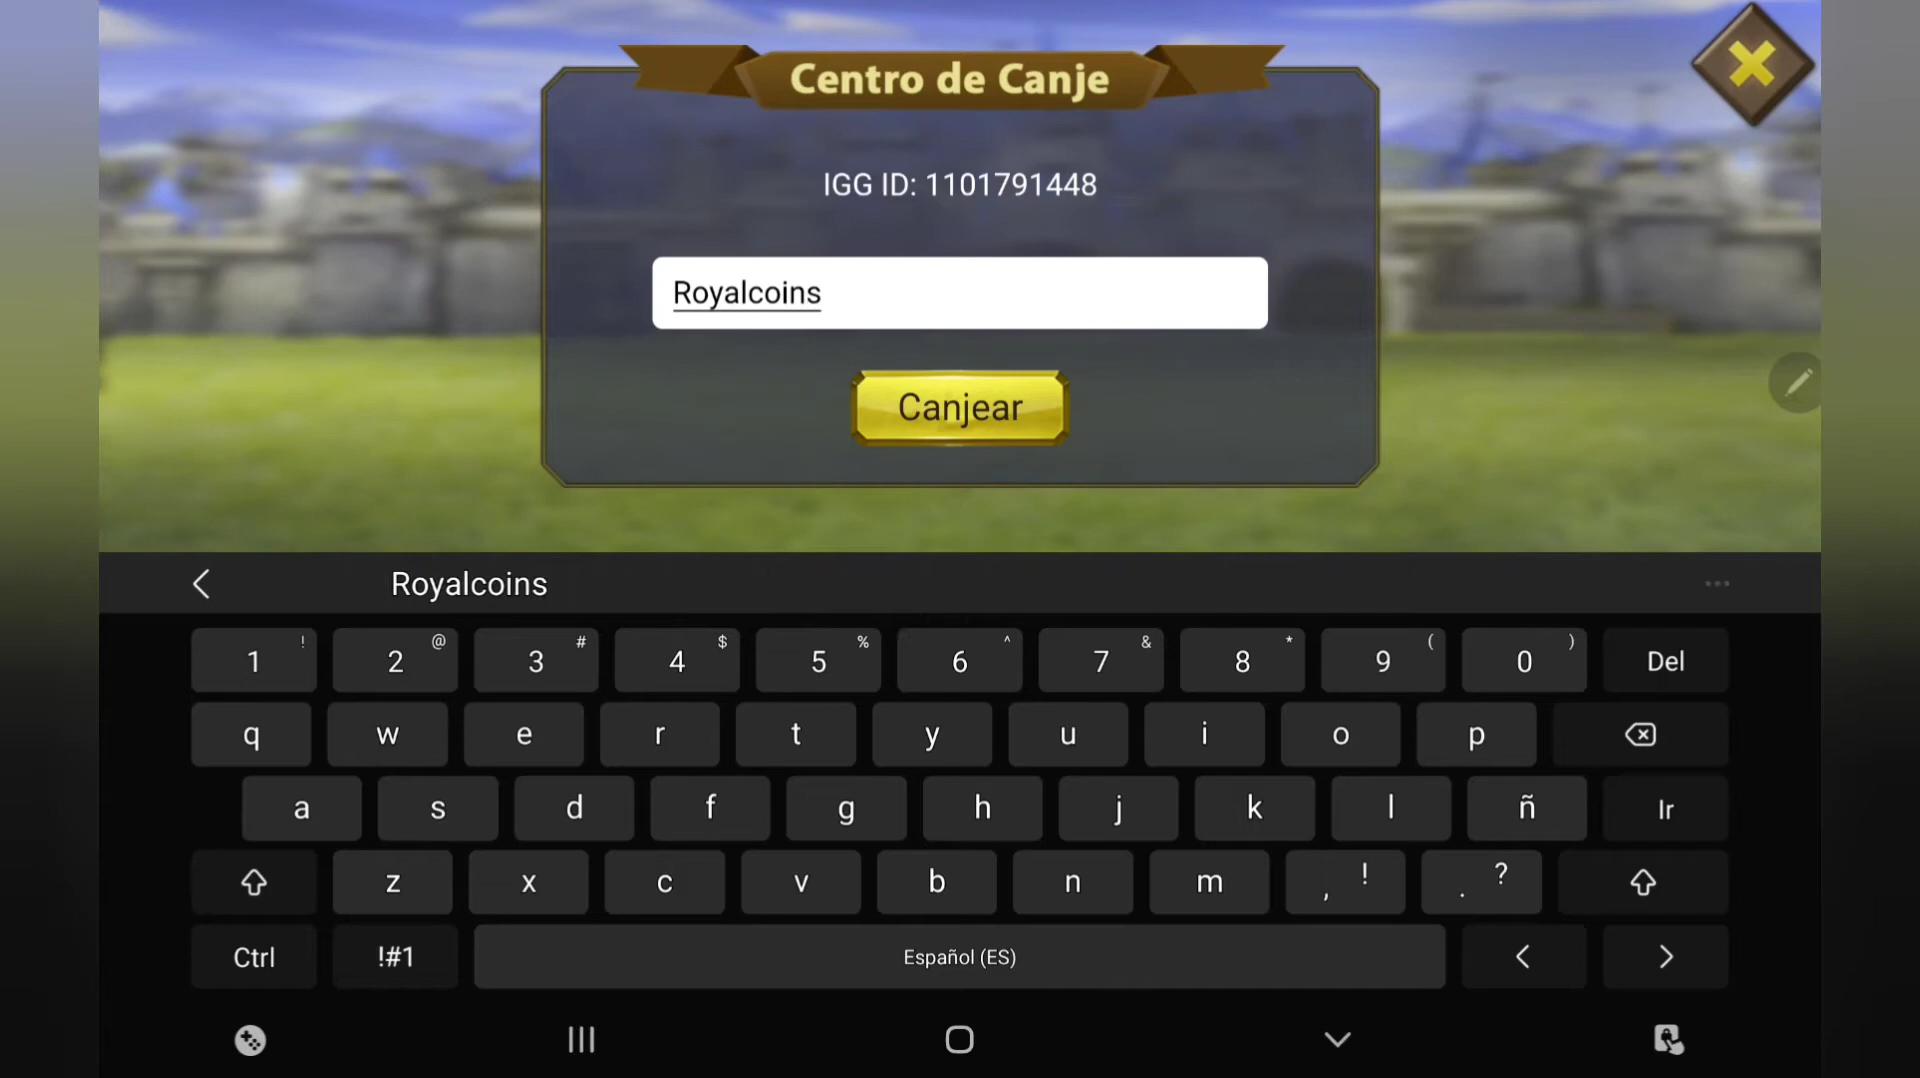 Centro de Canje
IGG ID: 1101791448
Royalcoins
Canjear
Royalcoins
1 ! 2 @ 3 # 4 $ 5 % 6 ^ 7 & 8 * 9 ( 0 ) Del
q w e r t y u i o p
a s d f g h j k l ñ Ir
z x c v b n m , ! . ?
Ctrl !#1 Español (ES) < >